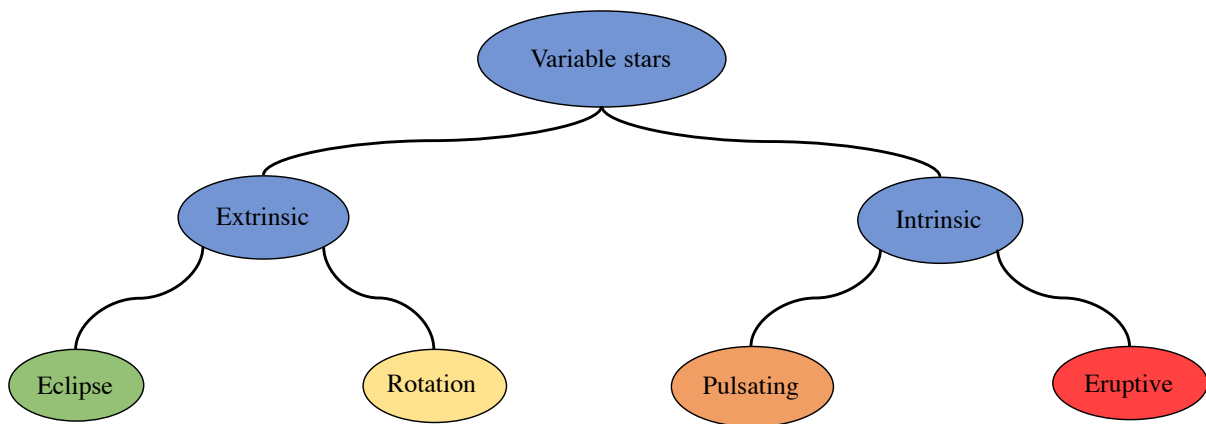 Variable stars
Extrinsic
Intrinsic
Eclipse
Rotation
Pulsating
Eruptive